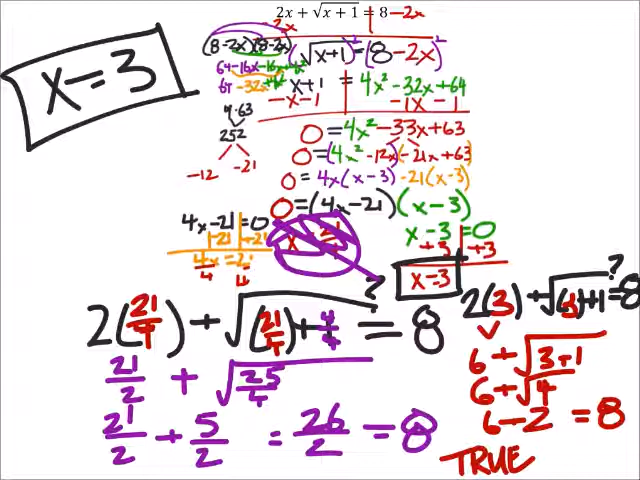 2x + √(x + 1) = 8
-2x -2x
(8-2x)(8-2x) (√(x+1))² = (8-2x)²
64-16x-16x+4x²
64 -32x +4x² x+1 = 4x²-32x+64
-x-1 -1x -1
4·63
252
-12 -21
0 = 4x² -33x+63
0 = (4x² -12x)(-21x+63)
0 = 4x(x-3) -21(x-3)
0 = (4x-21)(x-3)
4x-21=0
+21 +21
4x = 21
4 4
x-3=0
+3 +3
x=3
x=3
2(21/4) + √((21/4)+4/4) = 8 ?
21/2 + √(25/4)
21/2 + 5/2 = 26/2 = 8
2(3) + √((3)+1) = 8 ?
6 + √(3+1)
6 + √4
6 - 2 = 8
TRUE